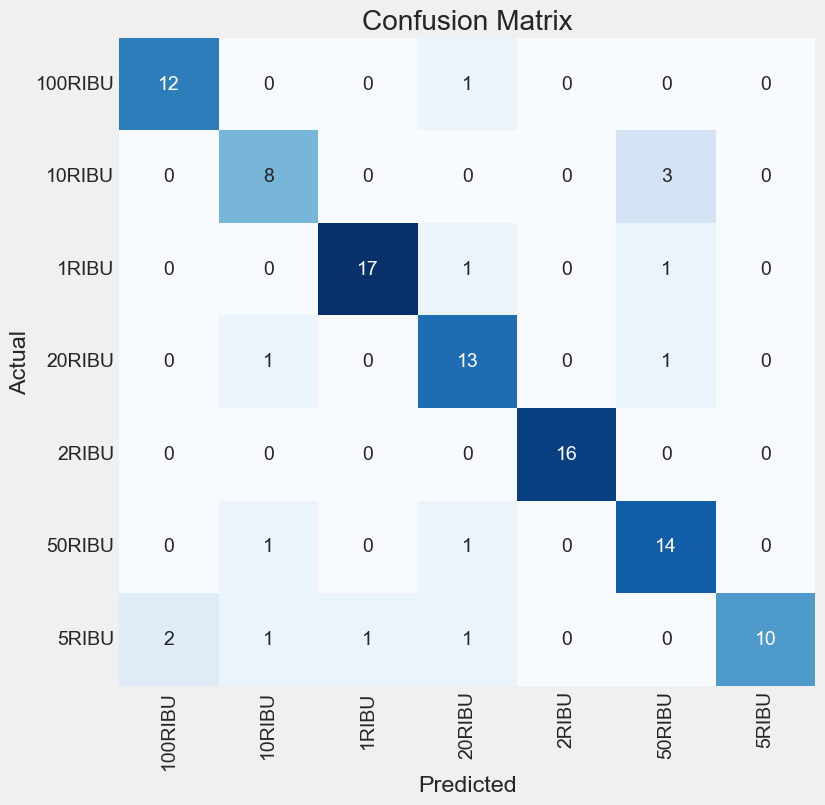 Confusion Matrix
100RIBU 12 0 0 1 0 0 0
10RIBU 0 8 0 0 0 3 0
1RIBU 0 0 17 1 0 1 0
20RIBU 0 1 0 13 0 1 0
2RIBU 0 0 0 0 16 0 0
50RIBU 0 1 0 1 0 14 0
5RIBU 2 1 1 1 0 0 10
Actual
100RIBU 10RIBU 1RIBU 20RIBU 2RIBU 50RIBU 5RIBU
Predicted